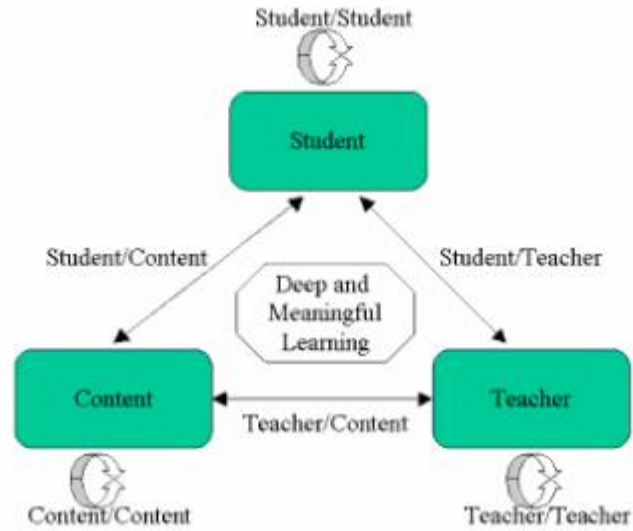 Student/Student
Student
Student/Content
Student/Teacher
Deep and
Meaningful
Learning
Content
Teacher
Teacher/Content
Content/Content
Teacher/Teacher